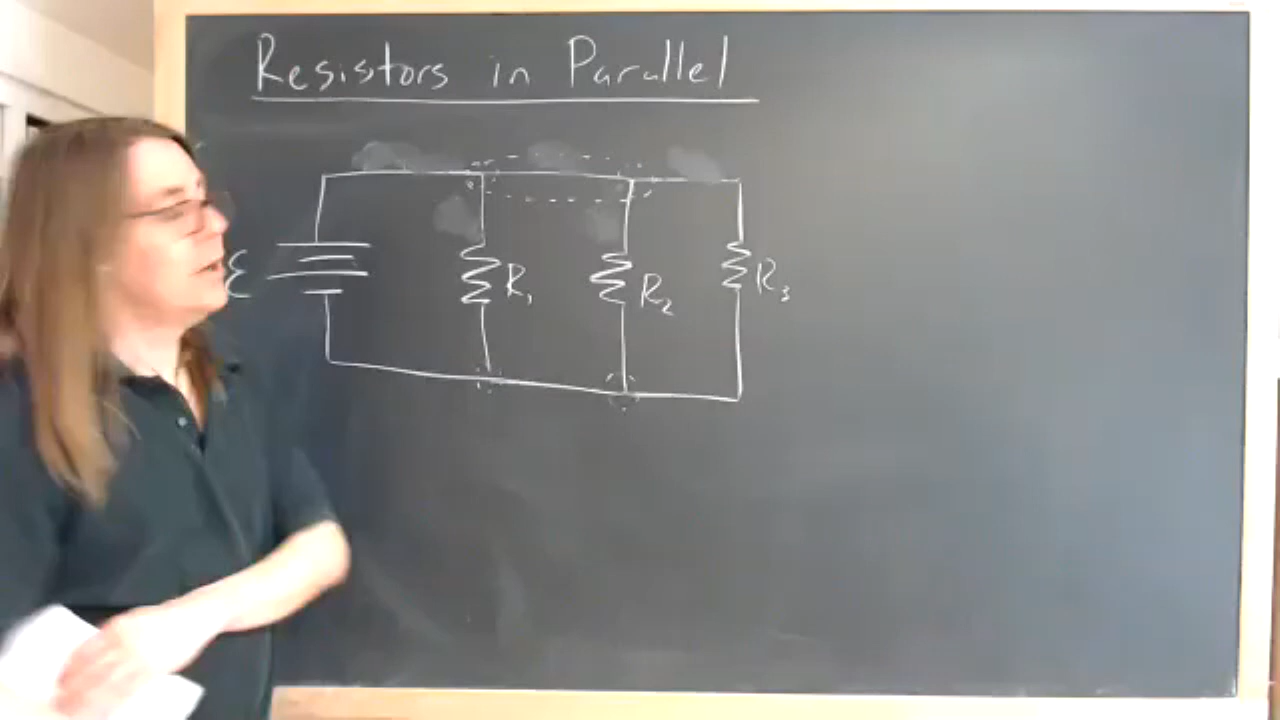 Resistors in Parallel
ε R₁ R₂ R₃